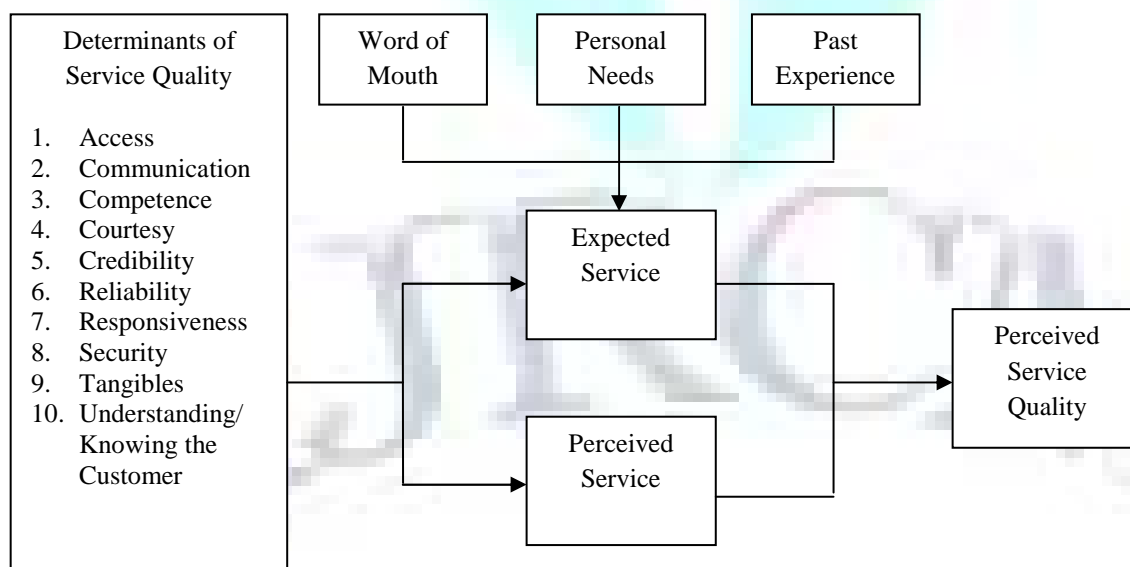 Determinants of
Service Quality
1. Access
2. Communication
3. Competence
4. Courtesy
5. Credibility
6. Reliability
7. Responsiveness
8. Security
9. Tangibles
10. Understanding/
Knowing the
Customer
Word of
Mouth
Personal
Needs
Past
Experience
Expected
Service
Perceived
Service
Perceived
Service
Quality